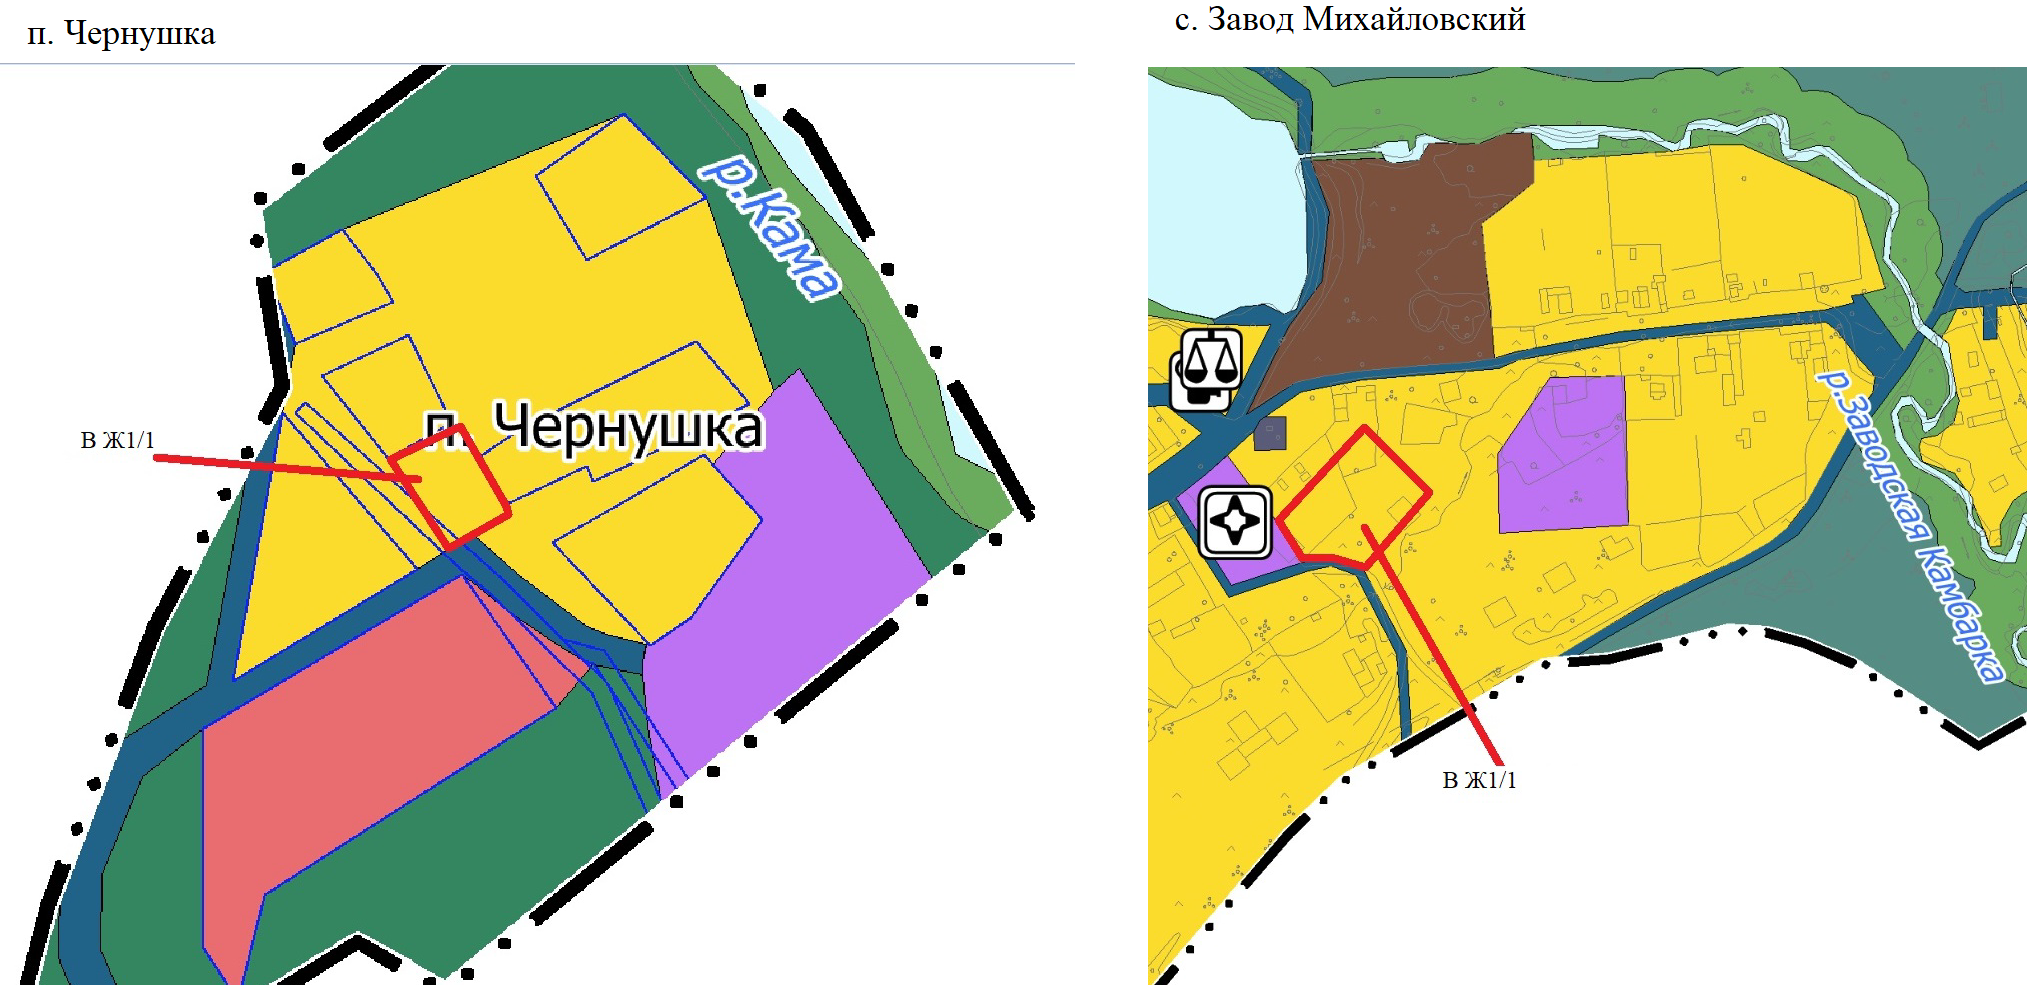 п. Чернушка
с. Завод Михайловский
р.Кама
п. Чернушка
В Ж1/1
р.Заводская Камбарка
В Ж1/1